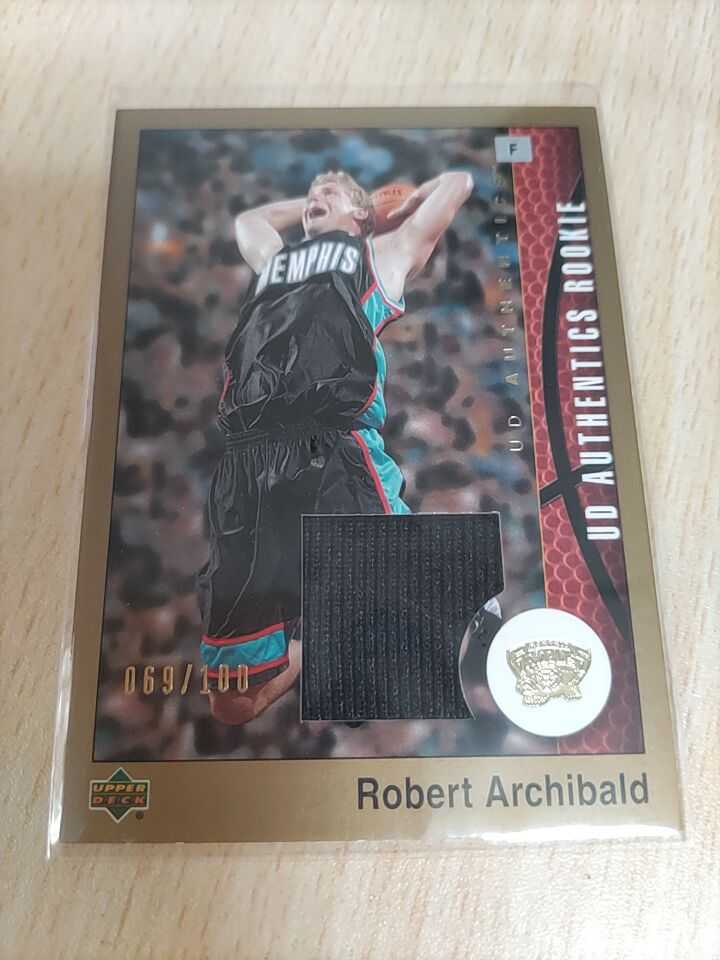 F
UD AUTHENTICS
UD AUTHENTICS ROOKIE
MEMPHIS
069/100
UPPER
DECK
®
Robert Archibald